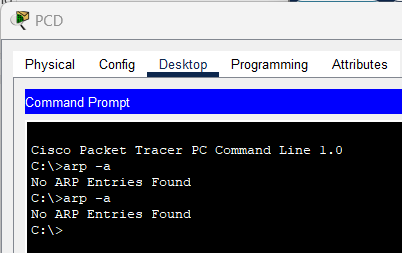 PCD
Physical Config Desktop Programming Attributes
Command Prompt
Cisco Packet Tracer PC Command Line 1.0
C:\>arp -a
No ARP Entries Found
C:\>arp -a
No ARP Entries Found
C:\>